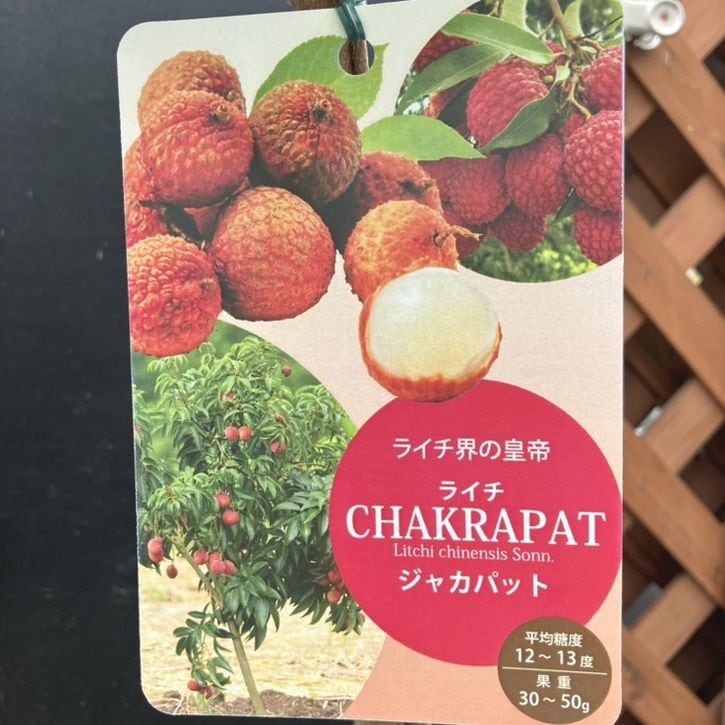 ライチ界の皇帝
ライチ
CHAKRAPAT
Litchi chinensis Sonn.
ジャカパット
平均糖度
12～13度
果重
30～50g